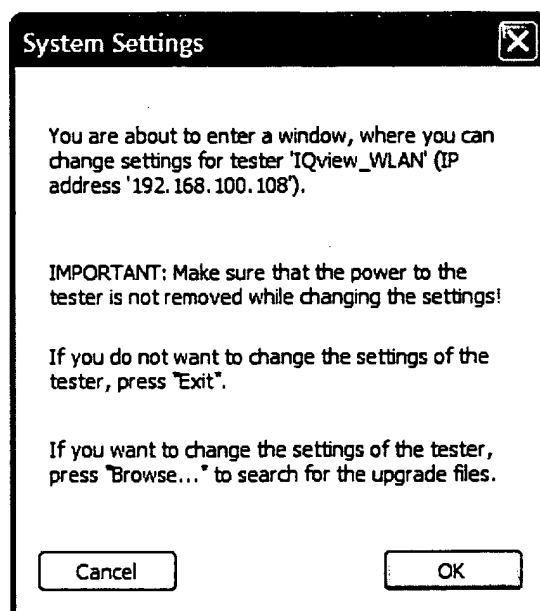 System Settings
You are about to enter a window, where you can
change settings for tester 'IQview_WLAN' (IP
address '192.168.100.108').
IMPORTANT: Make sure that the power to the
tester is not removed while changing the settings!
If you do not want to change the settings of the
tester, press "Exit".
If you want to change the settings of the tester,
press "Browse..." to search for the upgrade files.
Cancel
OK